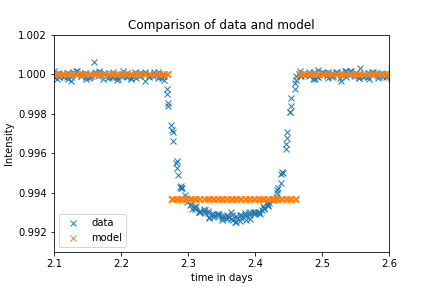 Comparison of data and model
1.002
1.000
0.998
0.996
0.994
0.992
Intensity
data
model
2.1 2.2 2.3 2.4 2.5 2.6
time in days